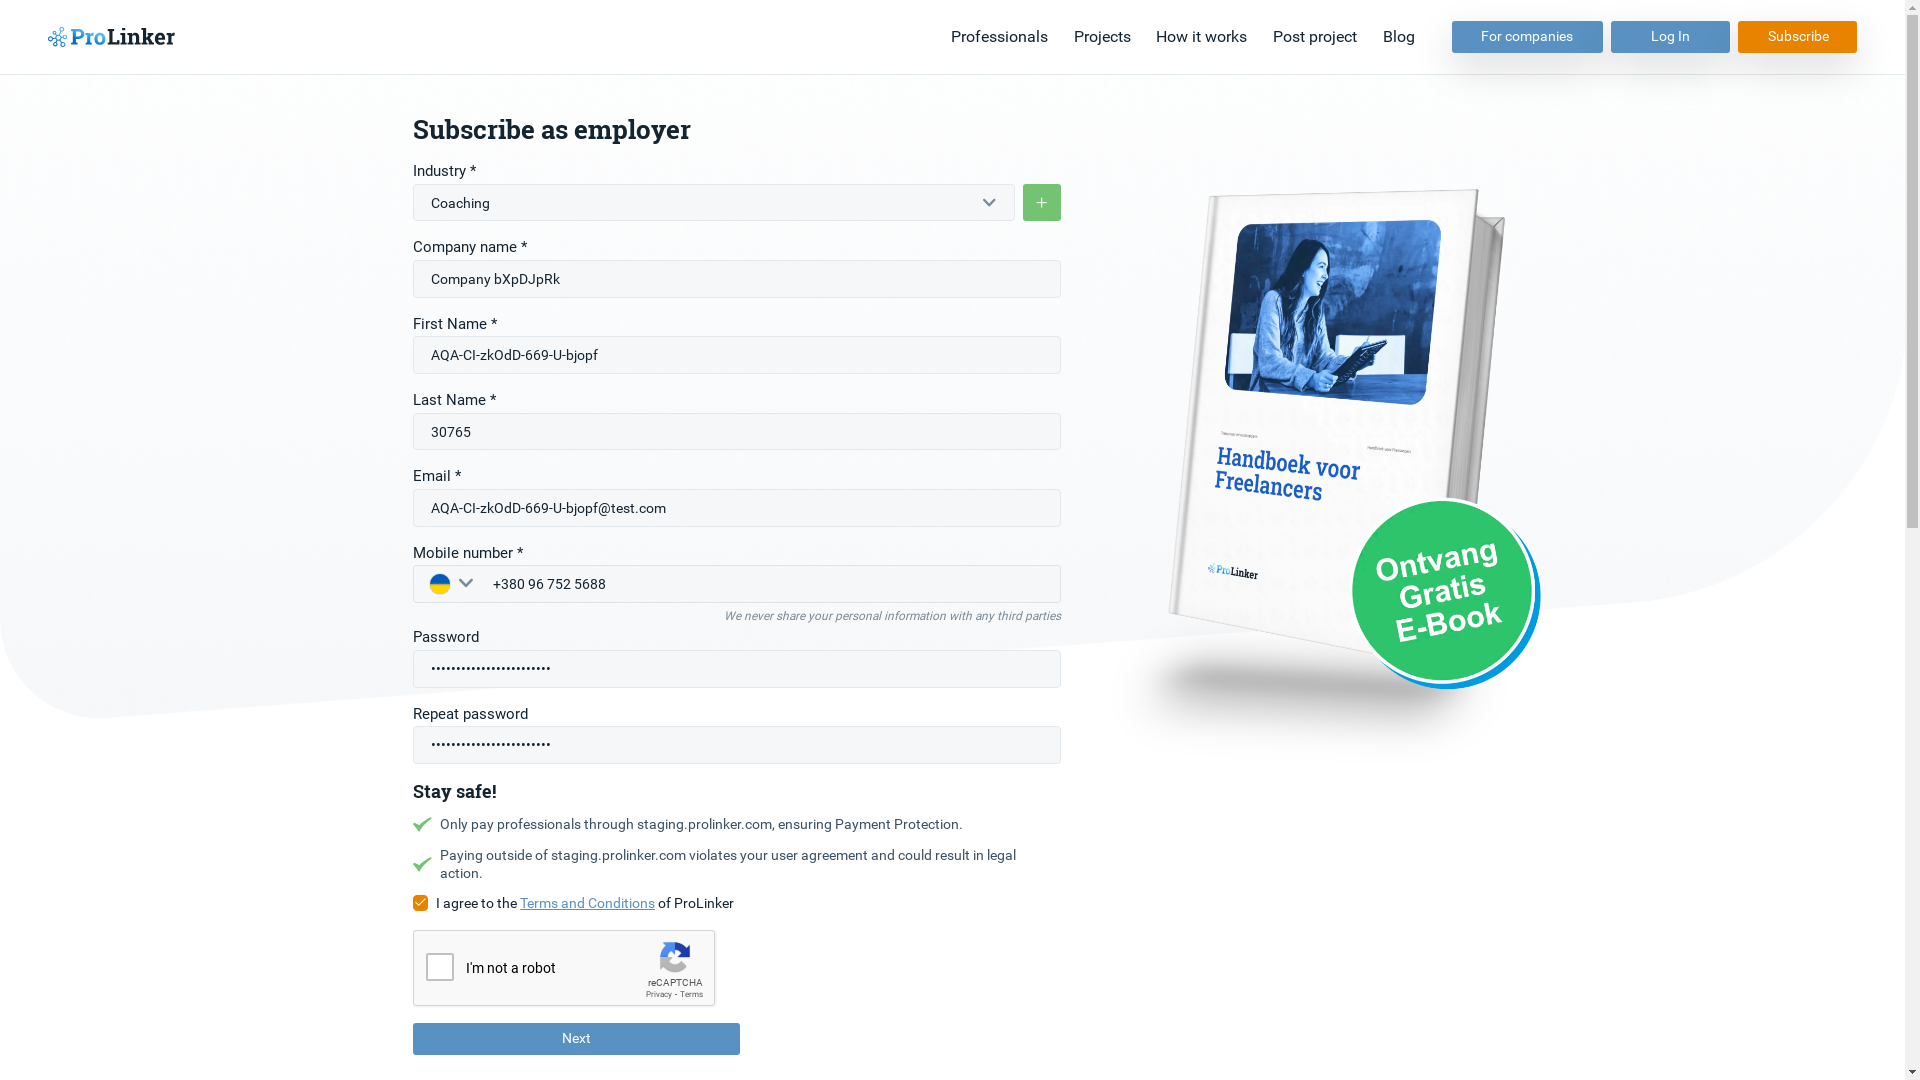 ProLinker
Professionals
Projects
How it works
Post project
Blog
For companies
Log In
Subscribe
Subscribe as employer
Industry *
Coaching
+
Company name *
Company bXpDJpRk
First Name *
AQA-CI-zkOdD-669-U-bjopf
Last Name *
30765
Email *
AQA-CI-zkOdD-669-U-bjopf@test.com
Mobile number *
+380 96 752 5688
We never share your personal information with any third parties
Password
••••••••••••••••••••••••
Repeat password
••••••••••••••••••••••••
Stay safe!
Only pay professionals through staging.prolinker.com, ensuring Payment Protection.
Paying outside of staging.prolinker.com violates your user agreement and could result in legal
action.
I agree to the Terms and Conditions of ProLinker
I'm not a robot
reCAPTCHA
Privacy - Terms
Next
Handboek voor Freelancers
Handboek voor
Freelancers
ProLinker
Ontvang
Gratis
E-Book